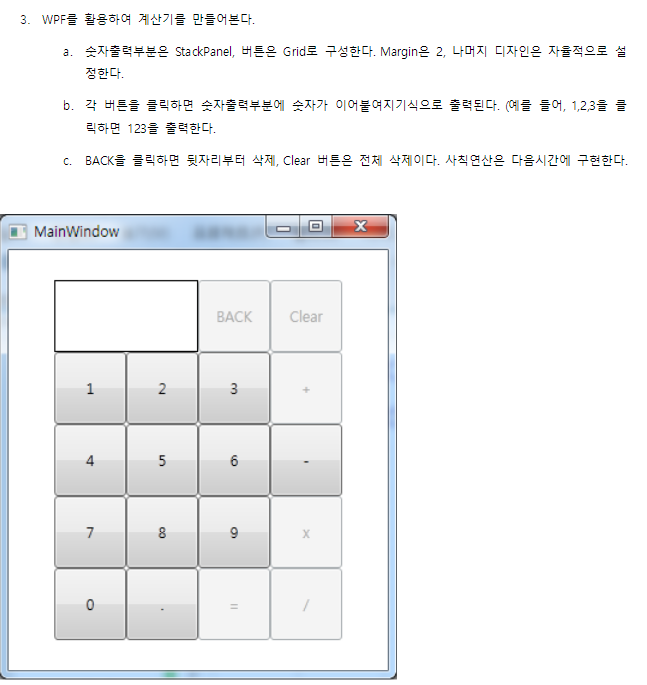 3. WPF를 활용하여 계산기를 만들어본다.
a. 숫자출력부분은 StackPanel, 버튼은 Grid로 구성한다. Margin은 2, 나머지 디자인은 자율적으로 설
정한다.
b. 각 버튼을 클릭하면 숫자출력부분에 숫자가 이어붙여지기식으로 출력된다. (예를 들어, 1,2,3을 클
릭하면 123을 출력한다.
c. BACK을 클릭하면 뒷자리부터 삭제, Clear 버튼은 전체 삭제이다. 사칙연산은 다음시간에 구현한다.
MainWindow
BACK Clear
1 2 3 +
4 5 6 -
7 8 9 x
0 . = /